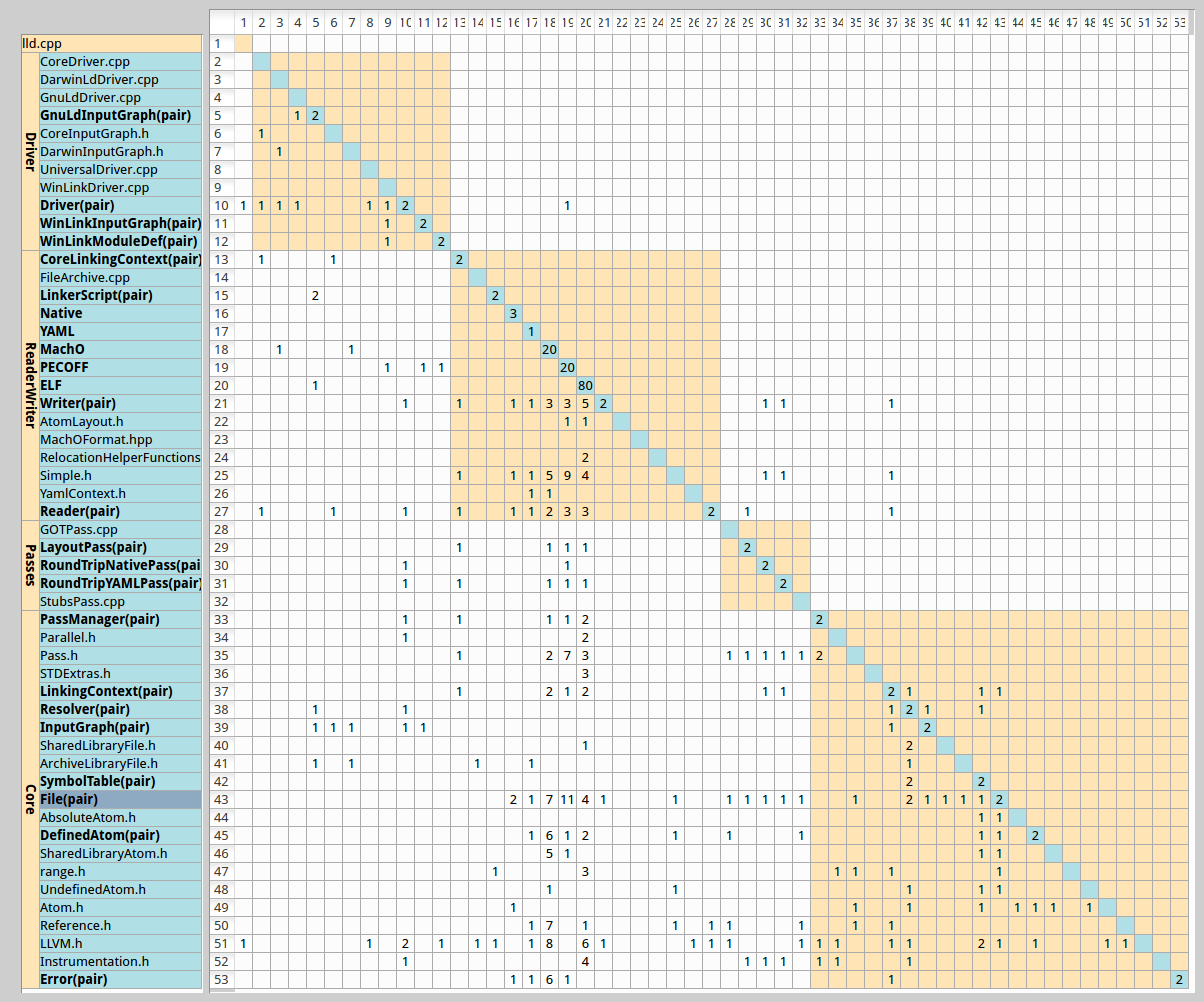 1 2 3 4 5 6 7 8 9 10 11 12 13 14 15 16 17 18 19 20 21 22 23 24 25 26 27 28 29 30 31 32 33 34 35 36 37 38 39 40 41 42 43 44 45 46 47 48 49 50 51 52 53
lld.cpp 1
Driver
CoreDriver.cpp 2
DarwinLdDriver.cpp 3
GnuLdDriver.cpp 4
GnuLdInputGraph(pair) 5 1 2
CoreInputGraph.h 6 1
DarwinInputGraph.h 7 1
UniversalDriver.cpp 8
WinLinkDriver.cpp 9
Driver(pair) 10 1 1 1 1 1 1 2 1
WinLinkInputGraph(pair) 11 1 2
WinLinkModuleDef(pair) 12 1 2
ReaderWriter
CoreLinkingContext(pair) 13 1 1 2
FileArchive.cpp 14
LinkerScript(pair) 15 2 2
Native 16 3
YAML 17 1
MachO 18 1 1 20
PECOFF 19 1 1 1 20
ELF 20 1 80
Writer(pair) 21 1 1 1 1 3 3 5 2 1 1 1
AtomLayout.h 22 1 1
MachOFormat.hpp 23
RelocationHelperFunctions 24 2
Simple.h 25 1 1 1 5 9 4 1 1 1
YamlContext.h 26 1 1
Reader(pair) 27 1 1 1 1 1 1 2 3 3 2 1 1
Passes
GOTPass.cpp 28
LayoutPass(pair) 29 1 1 1 1 2
RoundTripNativePass(pai 30 1 1 2
RoundTripYAMLPass(pair) 31 1 1 1 1 1 2
StubsPass.cpp 32
Core
PassManager(pair) 33 1 1 1 1 2 2
Parallel.h 34 1 2
Pass.h 35 1 2 7 3 1 1 1 1 1 2
STDExtras.h 36 3
LinkingContext(pair) 37 1 2 1 2 1 1 2 1 1 1
Resolver(pair) 38 1 1 1 2 1 1
InputGraph(pair) 39 1 1 1 1 1 1 2
SharedLibraryFile.h 40 1 2
ArchiveLibraryFile.h 41 1 1 1 1 1
SymbolTable(pair) 42 2 2
File(pair) 43 2 1 7 11 4 1 1 1 1 1 1 1 1 2 1 1 1 1 2
AbsoluteAtom.h 44 1 1
DefinedAtom(pair) 45 1 6 1 2 1 1 1 1 1 2
SharedLibraryAtom.h 46 5 1 1 1
range.h 47 1 3 1 1 1 1
UndefinedAtom.h 48 1 1 1 1 1
Atom.h 49 1 1 1 1 1 1 1 1
Reference.h 50 1 7 1 1 1 1 1 1 1
LLVM.h 51 1 1 2 1 1 1 1 8 6 1 1 1 1 1 1 1 1 1 2 1 1 1 1
Instrumentation.h 52 1 4 1 1 1 1 1 1
Error(pair) 53 1 1 6 1 1 2